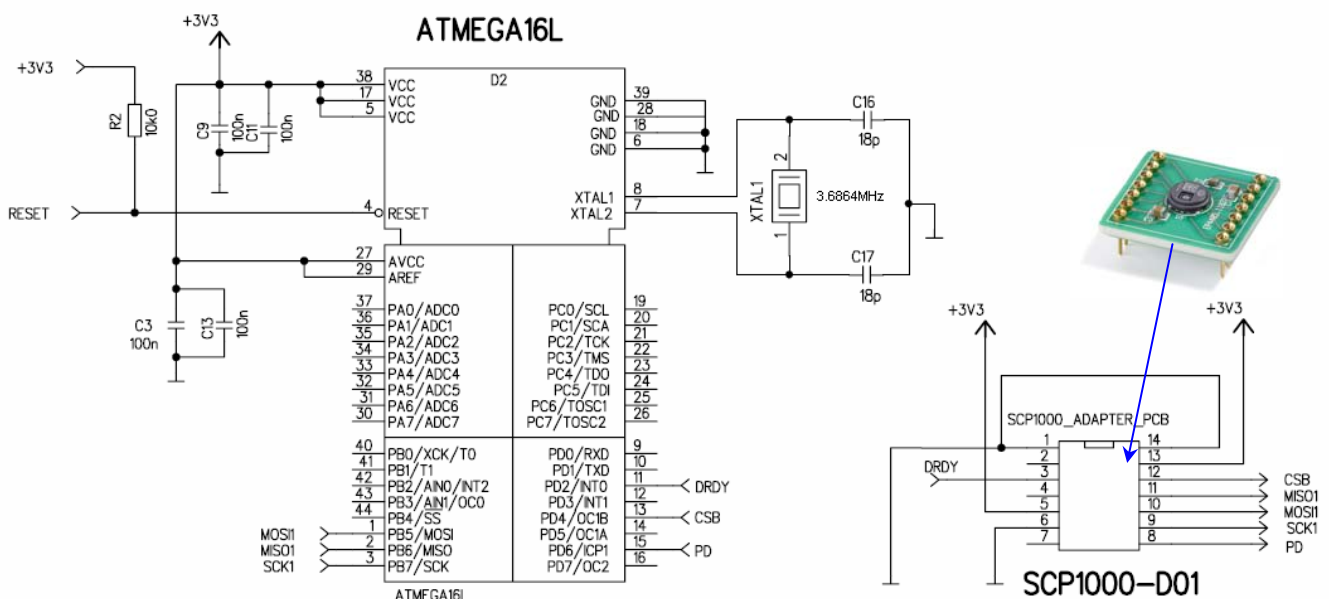 ATMEGA16L
+3V3
+3V3
R2
10k0
C9
100n
C11
100n
RESET
D2
38 VCC
17 VCC
5 VCC
4 RESET
27 AVCC
29 AREF
37 PA0/ADC0
36 PA1/ADC1
35 PA2/ADC2
34 PA3/ADC3
33 PA4/ADC4
32 PA5/ADC5
31 PA6/ADC6
30 PA7/ADC7
40 PB0/XCK/T0
41 PB1/T1
42 PB2/AIN0/INT2
43 PB3/AIN1/OC0
44 PB4/SS
MOSI1 1 PB5/MOSI
MISO1 2 PB6/MISO
SCK1 3 PB7/SCK
C3
100n
C13
100n
GND 39
GND 28
GND 18
GND 6
XTAL1 8
XTAL2 7
PC0/SCL 19
PC1/SCA 20
PC2/TCK 21
PC3/TMS 22
PC4/TDO 23
PC5/TDI 24
PC6/TOSC1 25
PC7/TOSC2 26
PD0/RXD 9
PD1/TXD 10
PD2/INT0 11 DRDY
PD3/INT1 12
PD4/OC1B 13 CSB
PD5/OC1A 14
PD6/ICP1 15 PD
PD7/OC2 16
ATMEGA16L
C16
18p
2
XTAL1
3.6864MHz
1
C17
18p
+3V3
+3V3
SCP1000_ADAPTER_PCB
1 14
2 13
DRDY 3 12 CSB
4 11 MISO1
5 10 MOSI1
6 9 SCK1
7 8 PD
SCP1000-D01